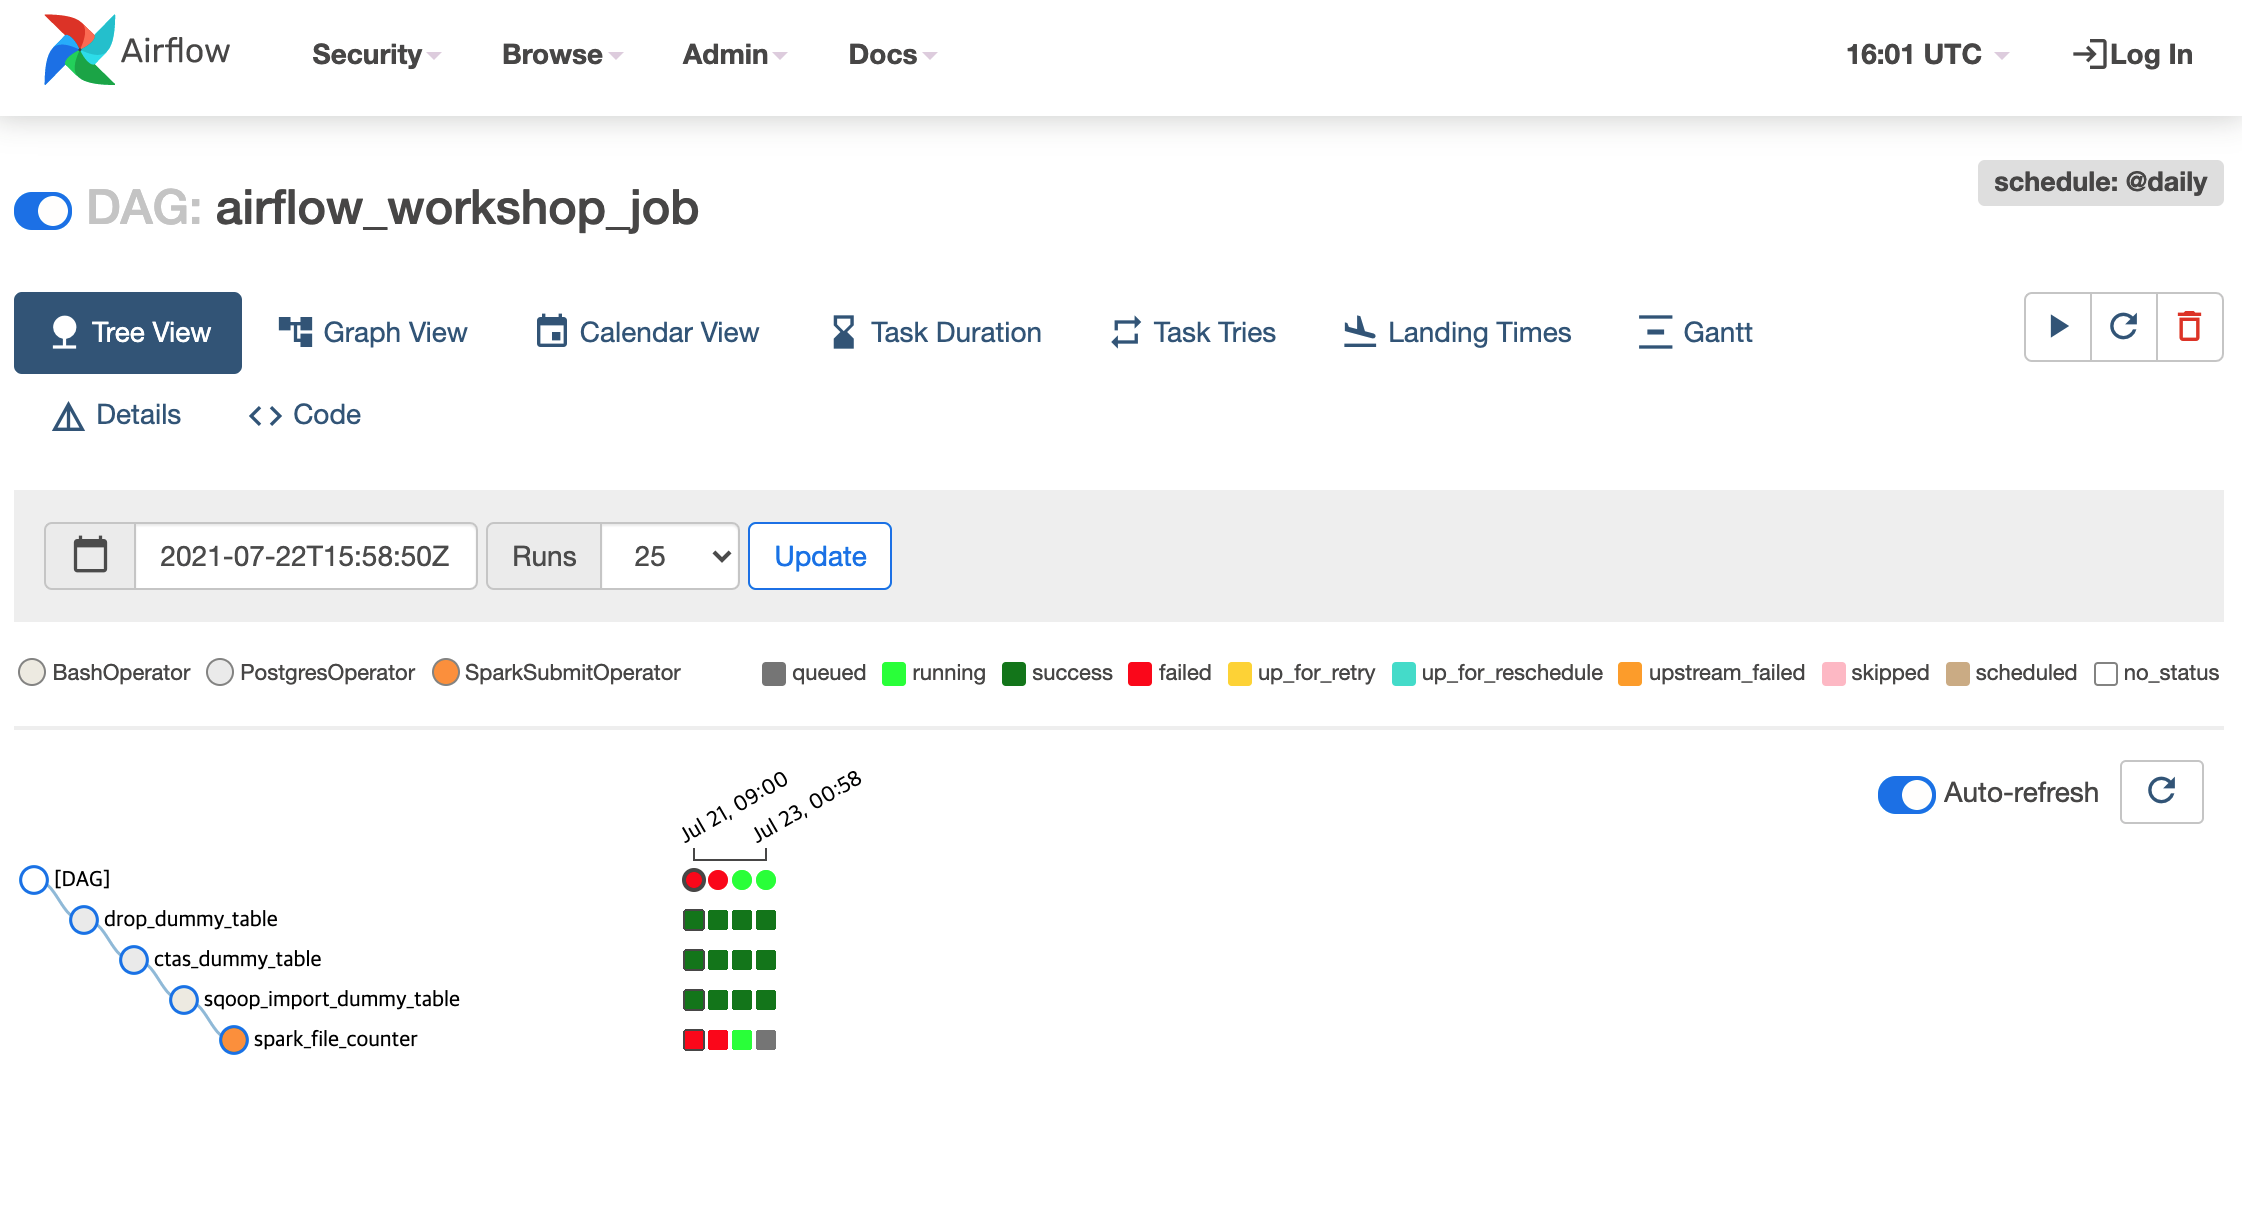 Airflow Security Browse Admin Docs 16:01 UTC Log In
schedule: @daily
DAG: airflow_workshop_job
Tree View Graph View Calendar View Task Duration Task Tries Landing Times Gantt
Details Code
2021-07-22T15:58:50Z Runs 25 Update
BashOperator PostgresOperator SparkSubmitOperator queued running success failed up_for_retry up_for_reschedule upstream_failed skipped scheduled no_status
Auto-refresh
Jul 21, 09:00
Jul 23, 00:58
[DAG]
drop_dummy_table
ctas_dummy_table
sqoop_import_dummy_table
spark_file_counter